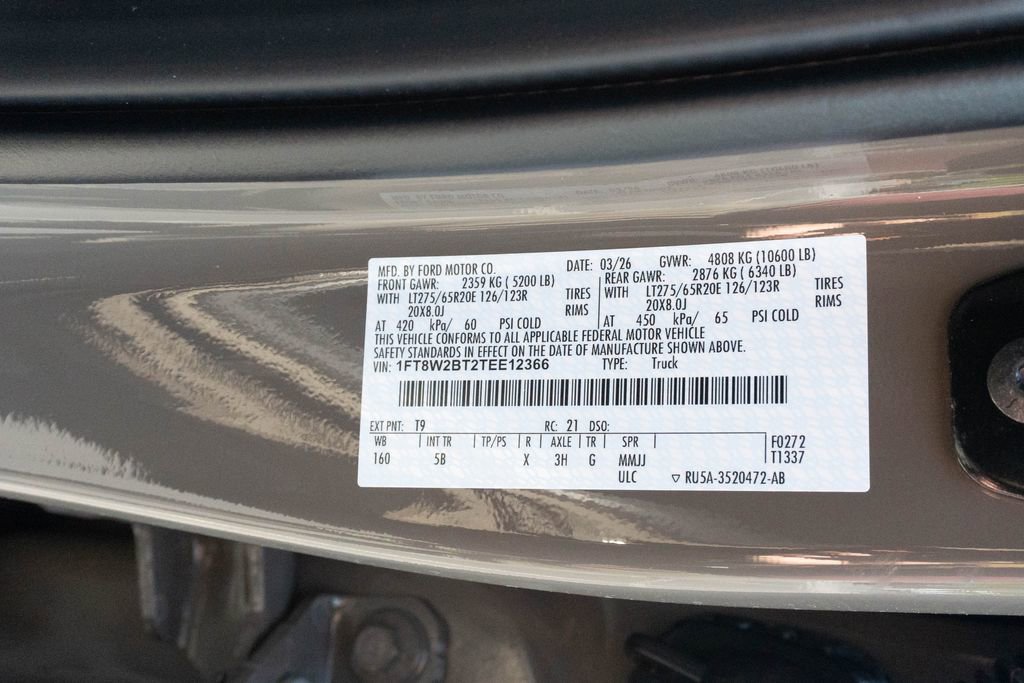 MFD. BY FORD MOTOR CO. DATE: 03/26 GVWR: 4808 KG (10600 LB)
FRONT GAWR: 2359 KG ( 5200 LB) REAR GAWR: 2876 KG ( 6340 LB)
WITH LT275/65R20E 126/123R TIRES WITH LT275/65R20E 126/123R TIRES
20X8.0J RIMS 20X8.0J RIMS
AT 420 kPa/ 60 PSI COLD AT 450 kPa/ 65 PSI COLD
THIS VEHICLE CONFORMS TO ALL APPLICABLE FEDERAL MOTOR VEHICLE
SAFETY STANDARDS IN EFFECT ON THE DATE OF MANUFACTURE SHOWN ABOVE.
VIN: 1FT8W2BT2TEE12366 TYPE: Truck
EXT PNT: T9 RC: 21 DSO:
WB INT TR TP/PS R AXLE TR SPR F0272
160 5B X 3H G MMJJ T1337
ULC ▽ RU5A-3520472-AB